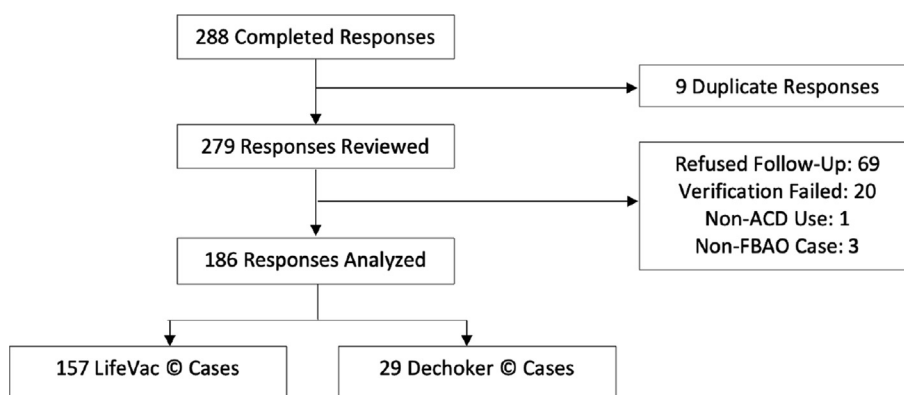 288 Completed Responses
9 Duplicate Responses
279 Responses Reviewed
Refused Follow-Up: 69
Verification Failed: 20
Non-ACD Use: 1
Non-FBAO Case: 3
186 Responses Analyzed
157 LifeVac © Cases
29 Dechoker © Cases